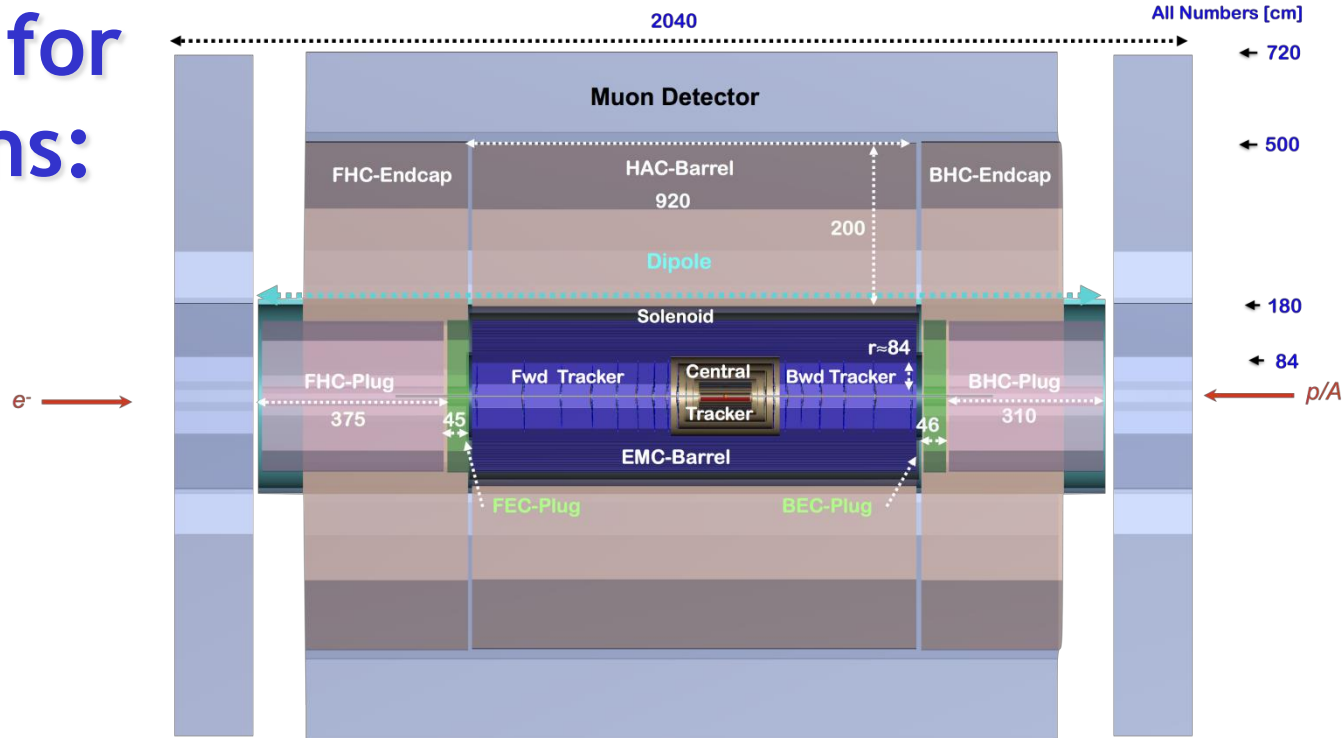 for
ns:
All Numbers [cm]
2040
720
Muon Detector
500
FHC-Endcap
HAC-Barrel
BHC-Endcap
920
200
Dipole
180
Solenoid
r≈84
84
FHC-Plug
Fwd Tracker
Central
Tracker
Bwd Tracker
BHC-Plug
e-
p/A
375
45
46
310
EMC-Barrel
FEC-Plug
BEC-Plug